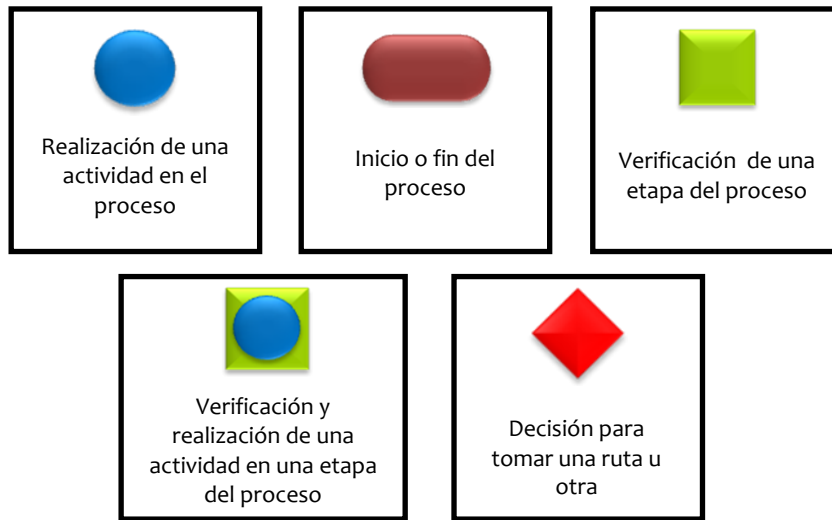 Realización de una
actividad en el
proceso
Inicio o fin del
proceso
Verificación de una
etapa del proceso
Verificación y
realización de una
actividad en una etapa
del proceso
Decisión para
tomar una ruta u
otra